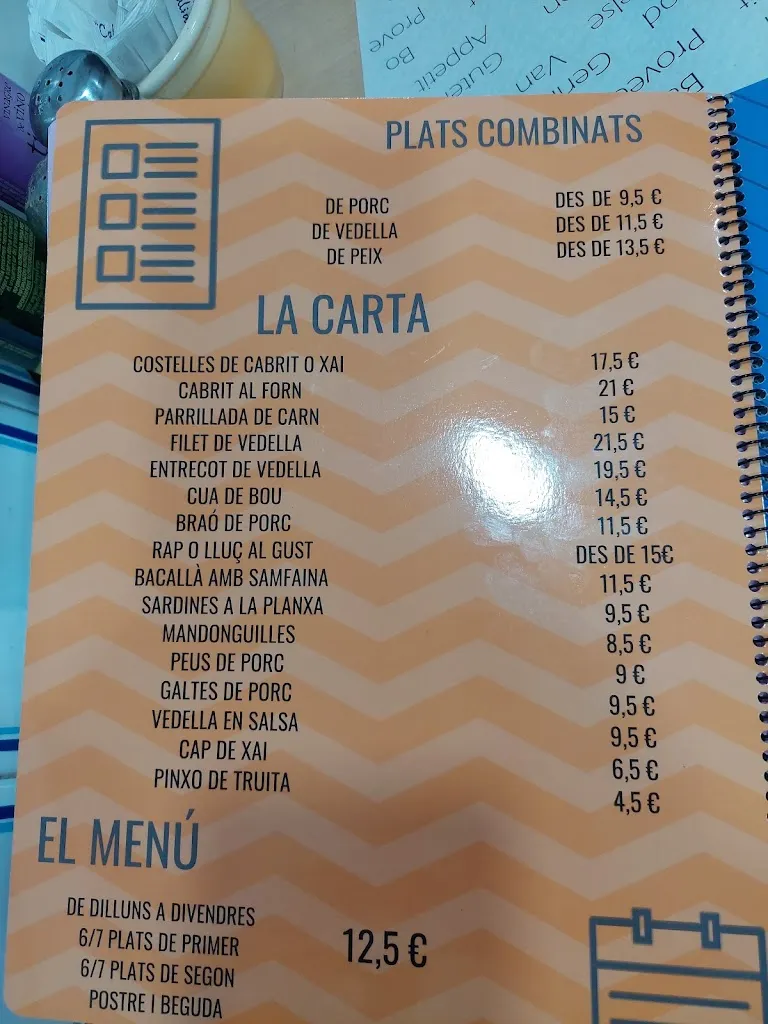 Prove
Bo
Appetit
Guten
Van
PLATS COMBINATS
DE PORC DES DE 9,5 €
DE VEDELLA DES DE 11,5 €
DE PEIX DES DE 13,5 €
LA CARTA
COSTELLES DE CABRIT O XAI 17,5 €
CABRIT AL FORN 21 €
PARRILLADA DE CARN 15 €
FILET DE VEDELLA 21,5 €
ENTRECOT DE VEDELLA 19,5 €
CUA DE BOU 14,5 €
BRAÓ DE PORC 11,5 €
RAP O LLUÇ AL GUST DES DE 15€
BACALLÀ AMB SAMFAINA 11,5 €
SARDINES A LA PLANXA 9,5 €
MANDONGUILLES 8,5 €
PEUS DE PORC 9 €
GALTES DE PORC 9,5 €
VEDELLA EN SALSA 9,5 €
CAP DE XAI 6,5 €
PINXO DE TRUITA 4,5 €
EL MENÚ
DE DILLUNS A DIVENDRES
6/7 PLATS DE PRIMER 12,5 €
6/7 PLATS DE SEGON
POSTRE I BEGUDA